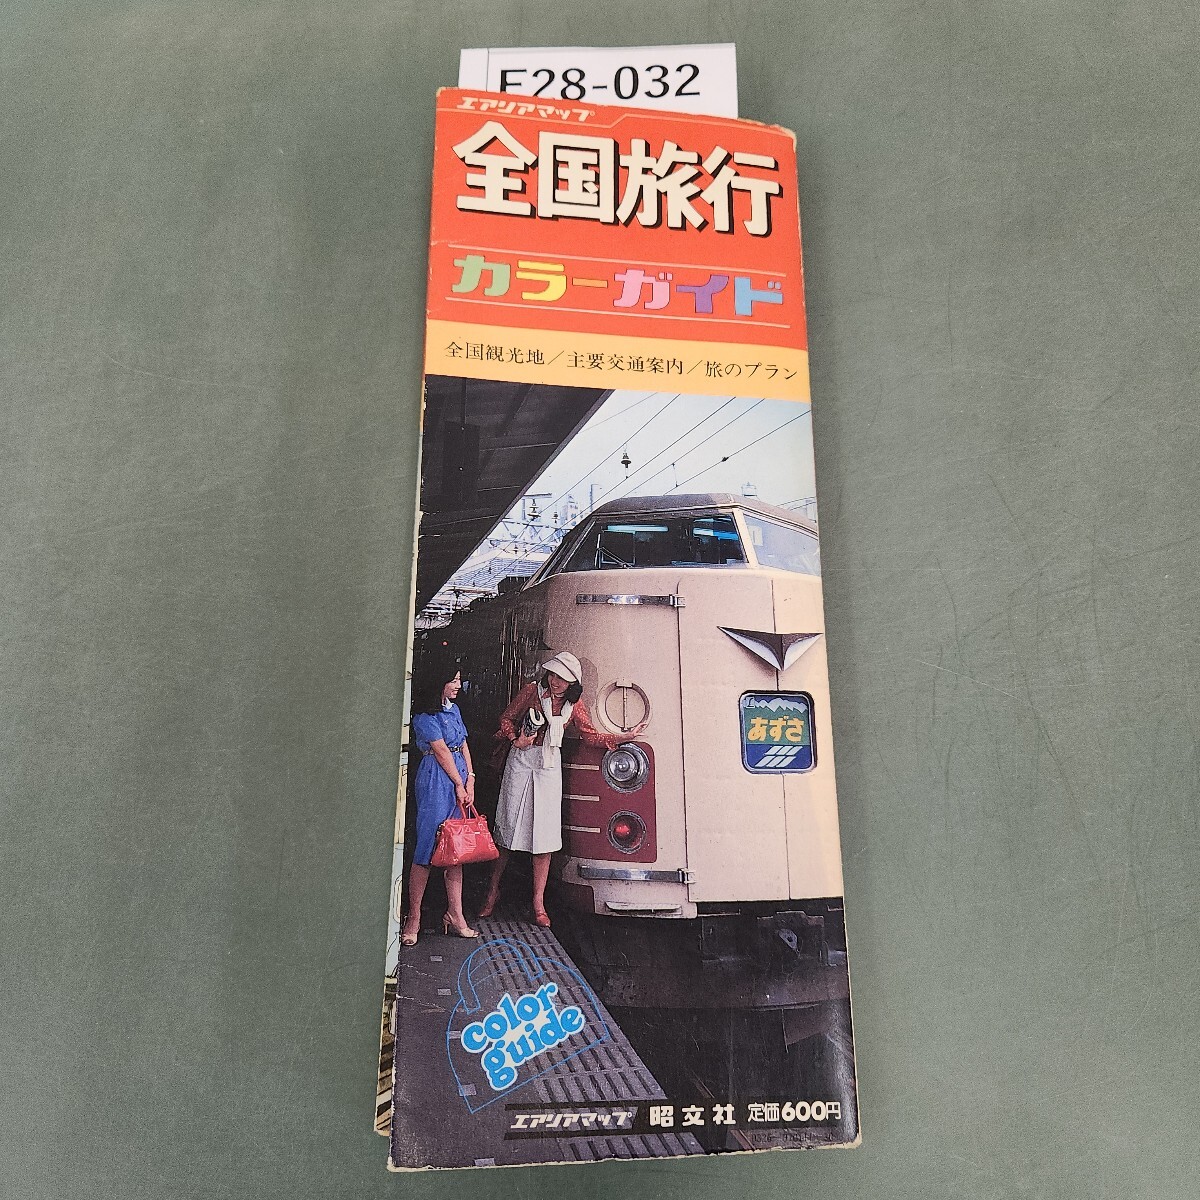 E28-032
エアリアマップ
全国旅行
カラーガイド
全国観光地／主要交通案内／旅のプラン
あずさ
color
guide
エアリアマップ 昭文社 定価600円